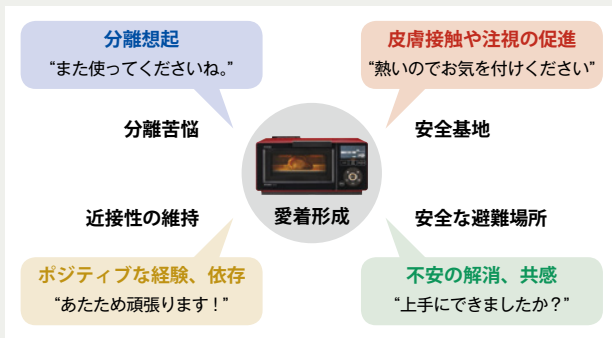 分離想起
“また使ってくださいね。”
皮膚接触や注視の促進
“熱いのでお気を付けください”
分離苦悩
安全基地
近接性の維持
愛着形成
安全な避難場所
ポジティブな経験、依存
“あたため頑張ります！”
不安の解消、共感
“上手にできましたか？”